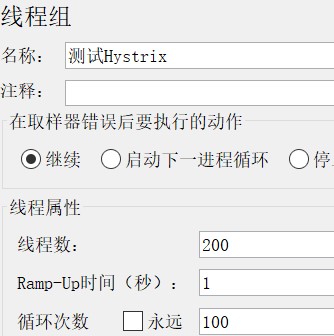 线程组
名称： 测试Hystrix
注释：
在取样器错误后要执行的动作
继续 启动下一进程循环 停
线程属性
线程数： 200
Ramp-Up时间（秒）： 1
循环次数 永远 100